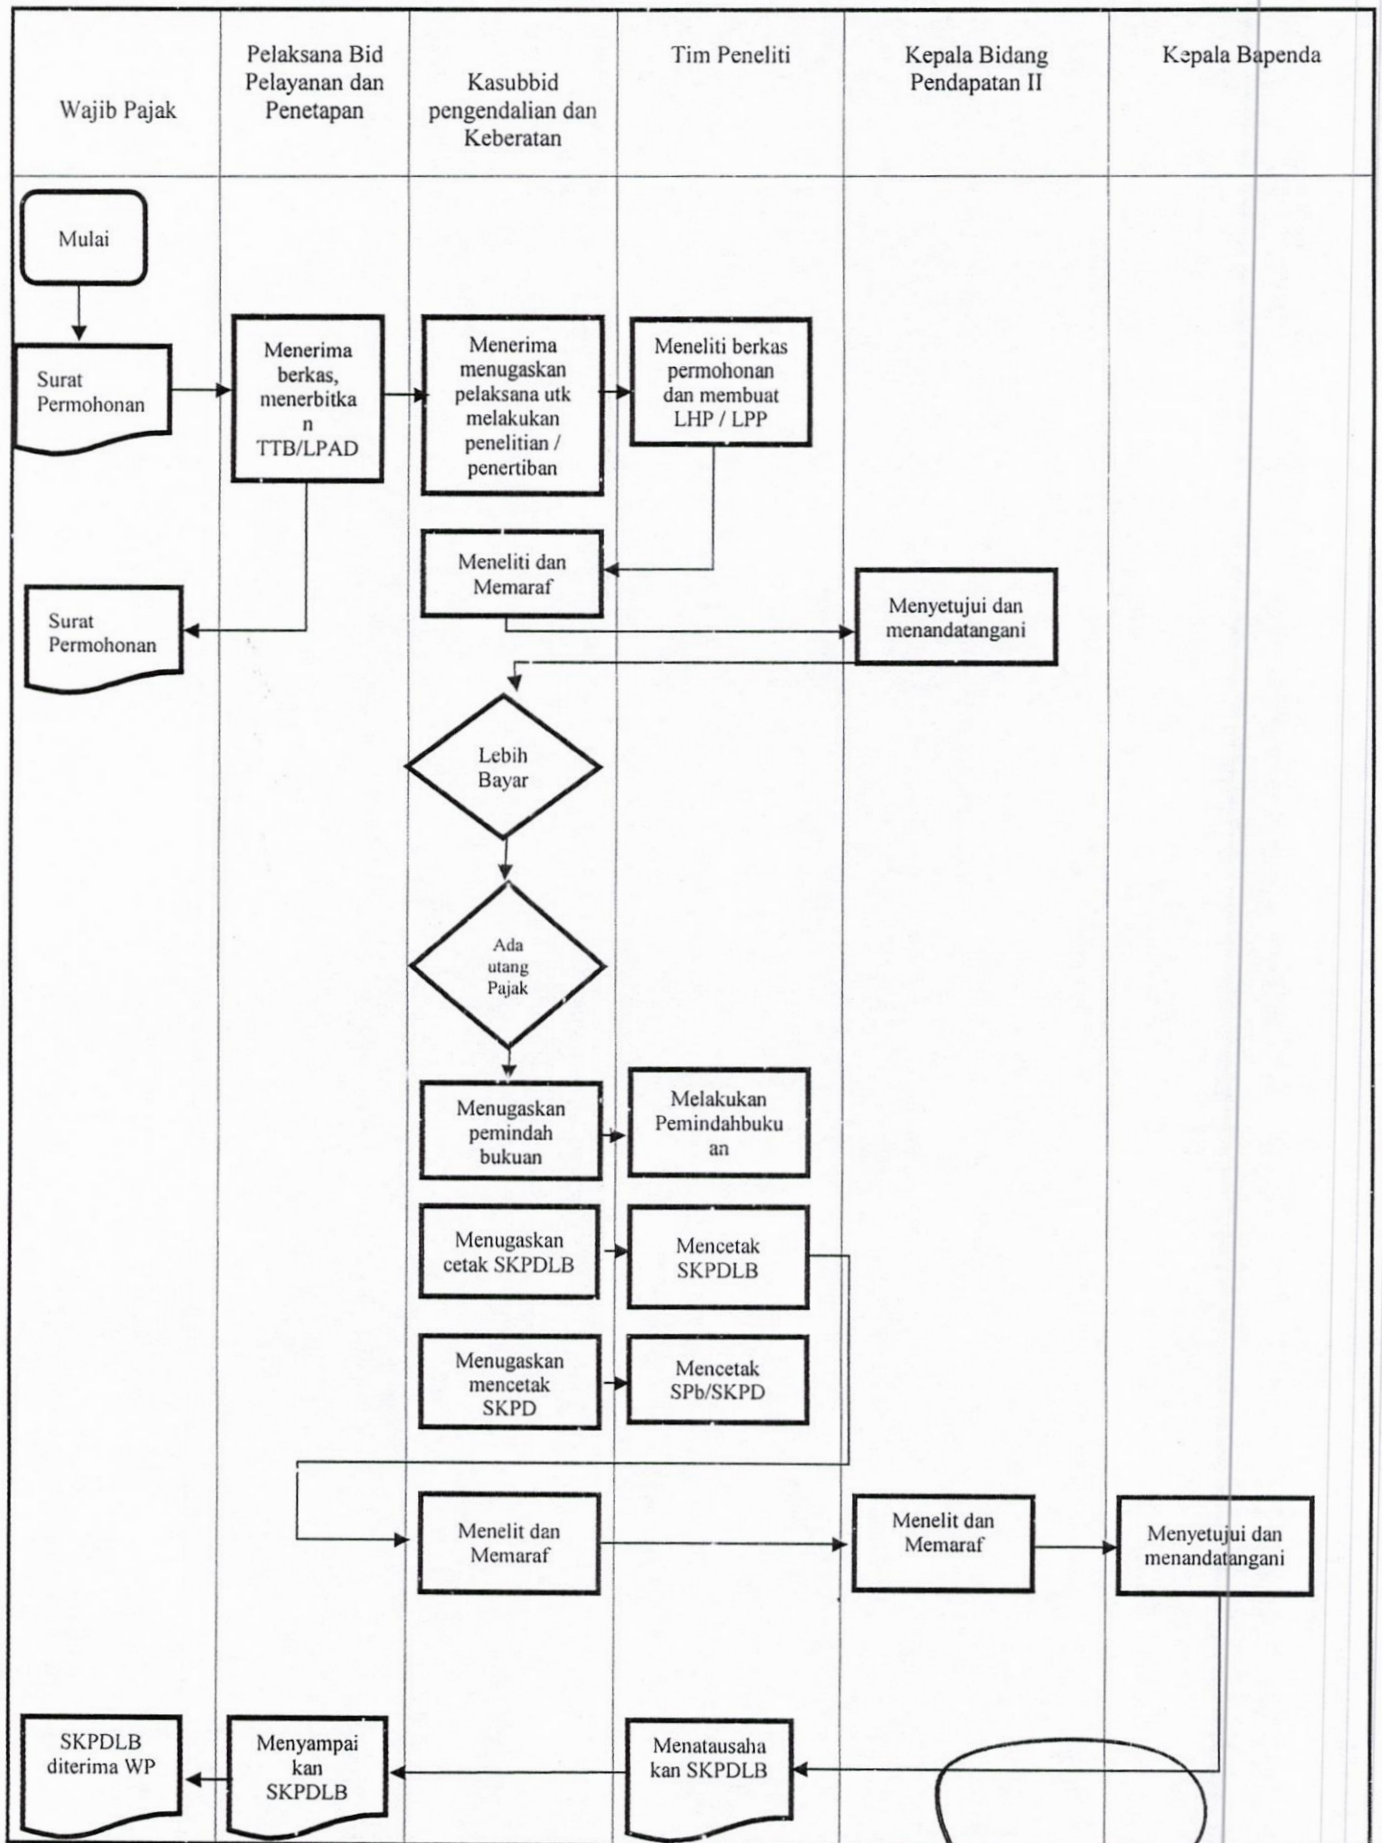 Wajib Pajak
Pelaksana Bid
Pelayanan dan
Penetapan
Kasubbid
pengendalian dan
Keberatan
Tim Peneliti
Kepala Bidang
Pendapatan II
Kepala Bapenda
Mulai
Surat
Permohonan
Menerima
berkas,
menerbitka
n
TTB/LPAD
Menerima
menugaskan
pelaksana utk
melakukan
penelitian /
penertiban
Meneliti berkas
permohonan
dan membuat
LHP / LPP
Meneliti dan
Memaraf
Surat
Permohonan
Menyetujui dan
menandatangani
Lebih
Bayar
Ada
utang
Pajak
Menugaskan
pemindah
bukuan
Melakukan
Pemindahbuku
an
Menugaskan
cetak SKPDLB
Mencetak
SKPDLB
Menugaskan
mencetak
SKPD
Mencetak
SPb/SKPD
Menelit dan
Memaraf
Menelit dan
Memaraf
Menyetujui dan
menandatangani
SKPDLB
diterima WP
Menyampai
kan
SKPDLB
Menatausaha
kan SKPDLB